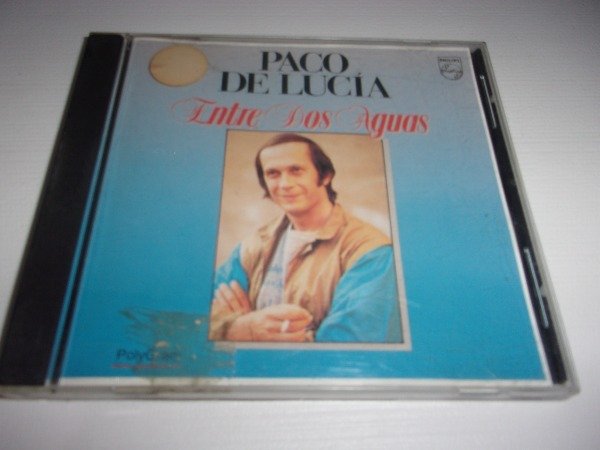 PHILIPS
PACO
DE LUCÍA
Entre Dos Aguas
PolyGram